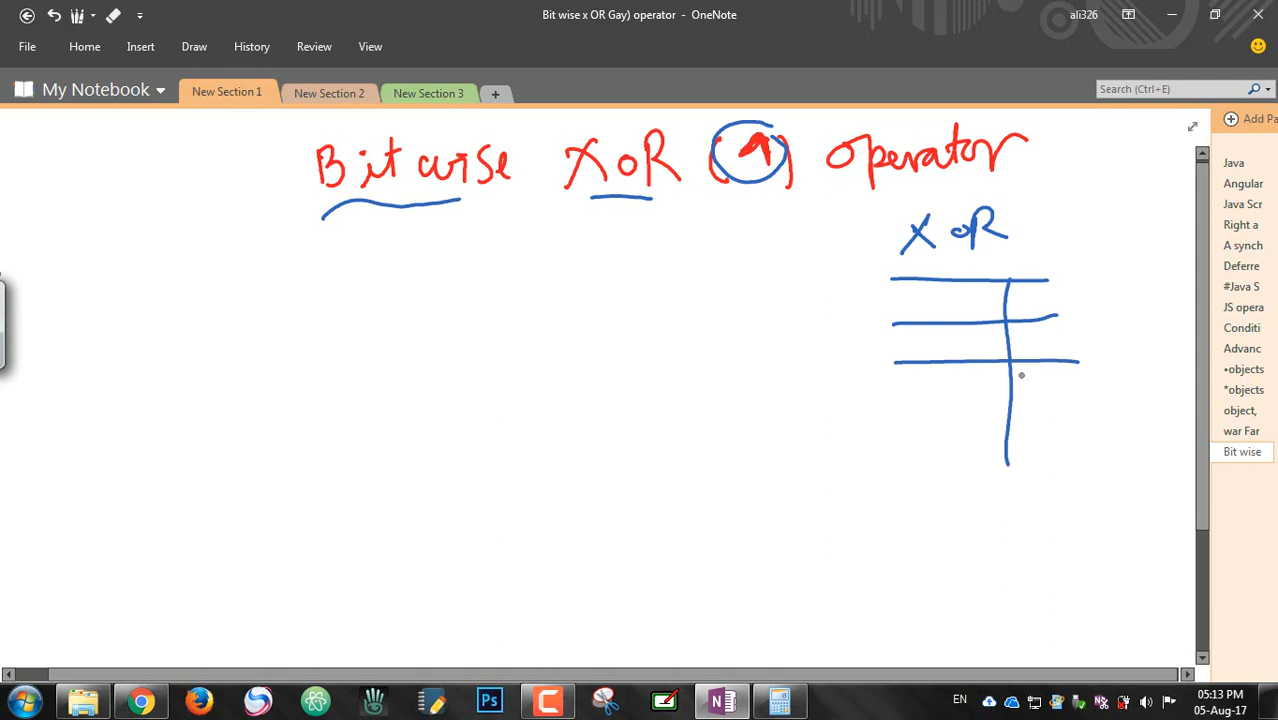 Bit wise x OR Gay) operator - OneNote
ali326
File Home Insert Draw History Review View
My Notebook
New Section 1 New Section 2 New Section 3 +
Search (Ctrl+E)
Add Pa
Bitwise XoR (^) operator
XoR
Java
Angular
Java Scr
Right a
A synch
Deferre
#Java S
JS opera
Conditi
Advanc
•objects
*objects
object,
war Far
Bit wise
Ps
EN
05:13 PM
05-Aug-17